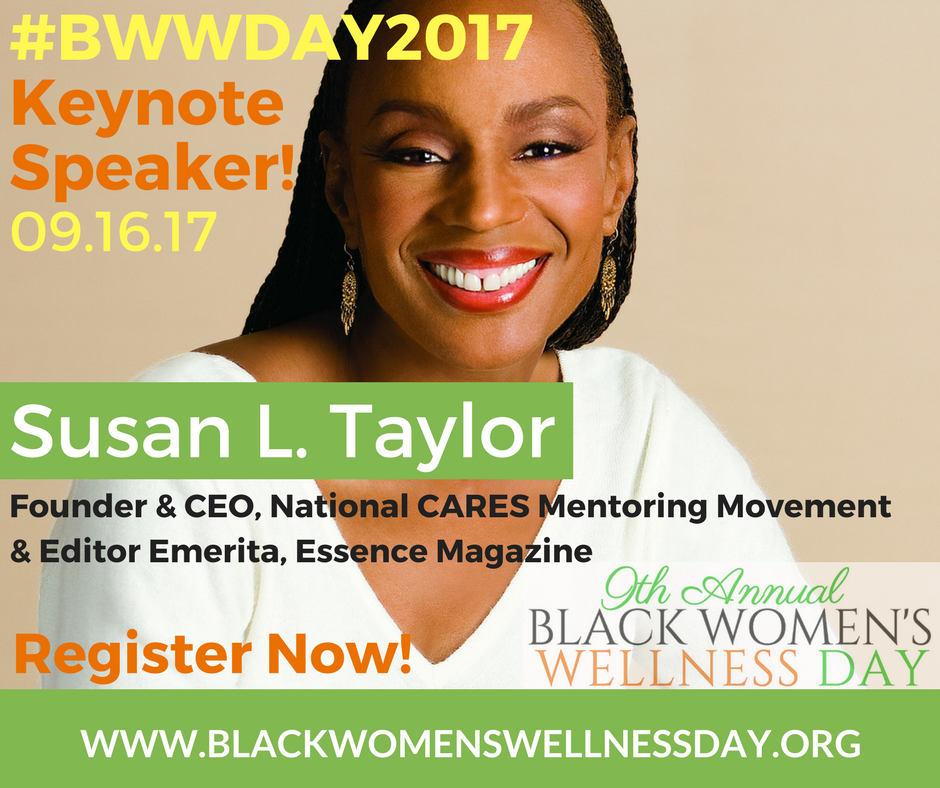 #BWWDAY2017
Keynote
Speaker!
09.16.17
Susan L. Taylor
Founder & CEO, National CARES Mentoring Movement
& Editor Emerita, Essence Magazine
9th Annual
BLACK WOMEN'S
WELLNESS DAY
Register Now!
WWW.BLACKWOMENSWELLNESSDAY.ORG